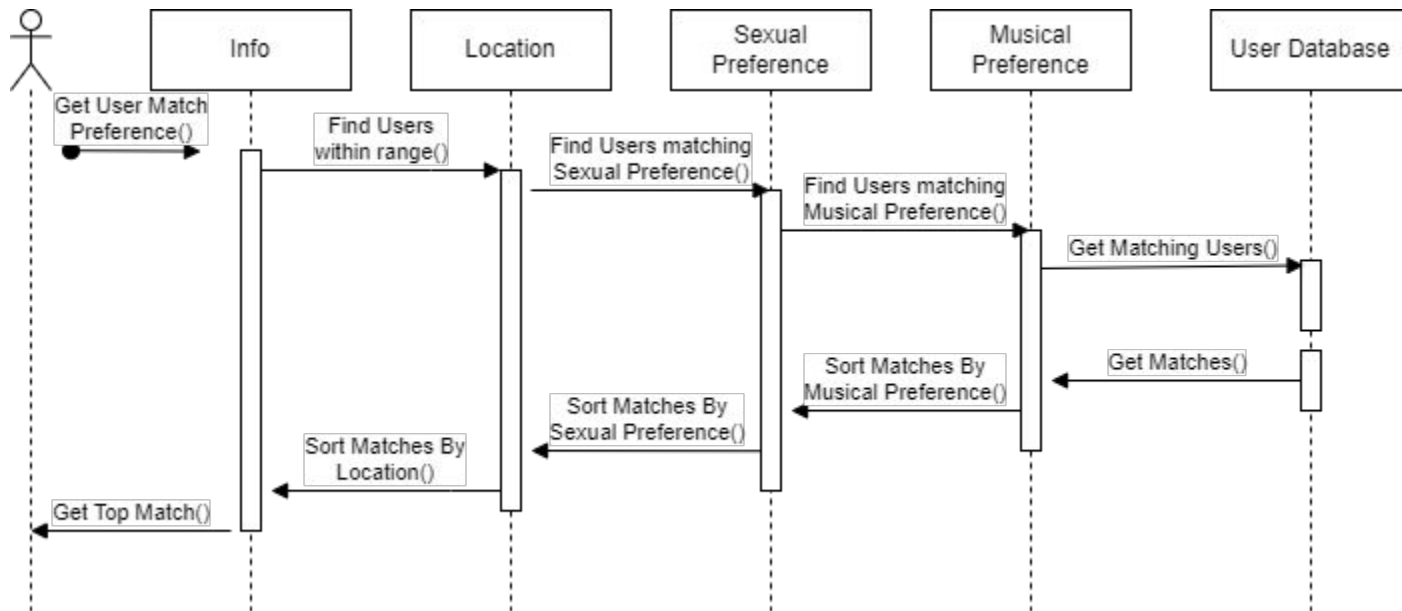 Info
Location
Sexual
Preference
Musical
Preference
User Database
Get User Match
Preference()
Find Users
within range()
Find Users matching
Sexual Preference()
Find Users matching
Musical Preference()
Get Matching Users()
Get Matches()
Sort Matches By
Musical Preference()
Sort Matches By
Sexual Preference()
Sort Matches By
Location()
Get Top Match()